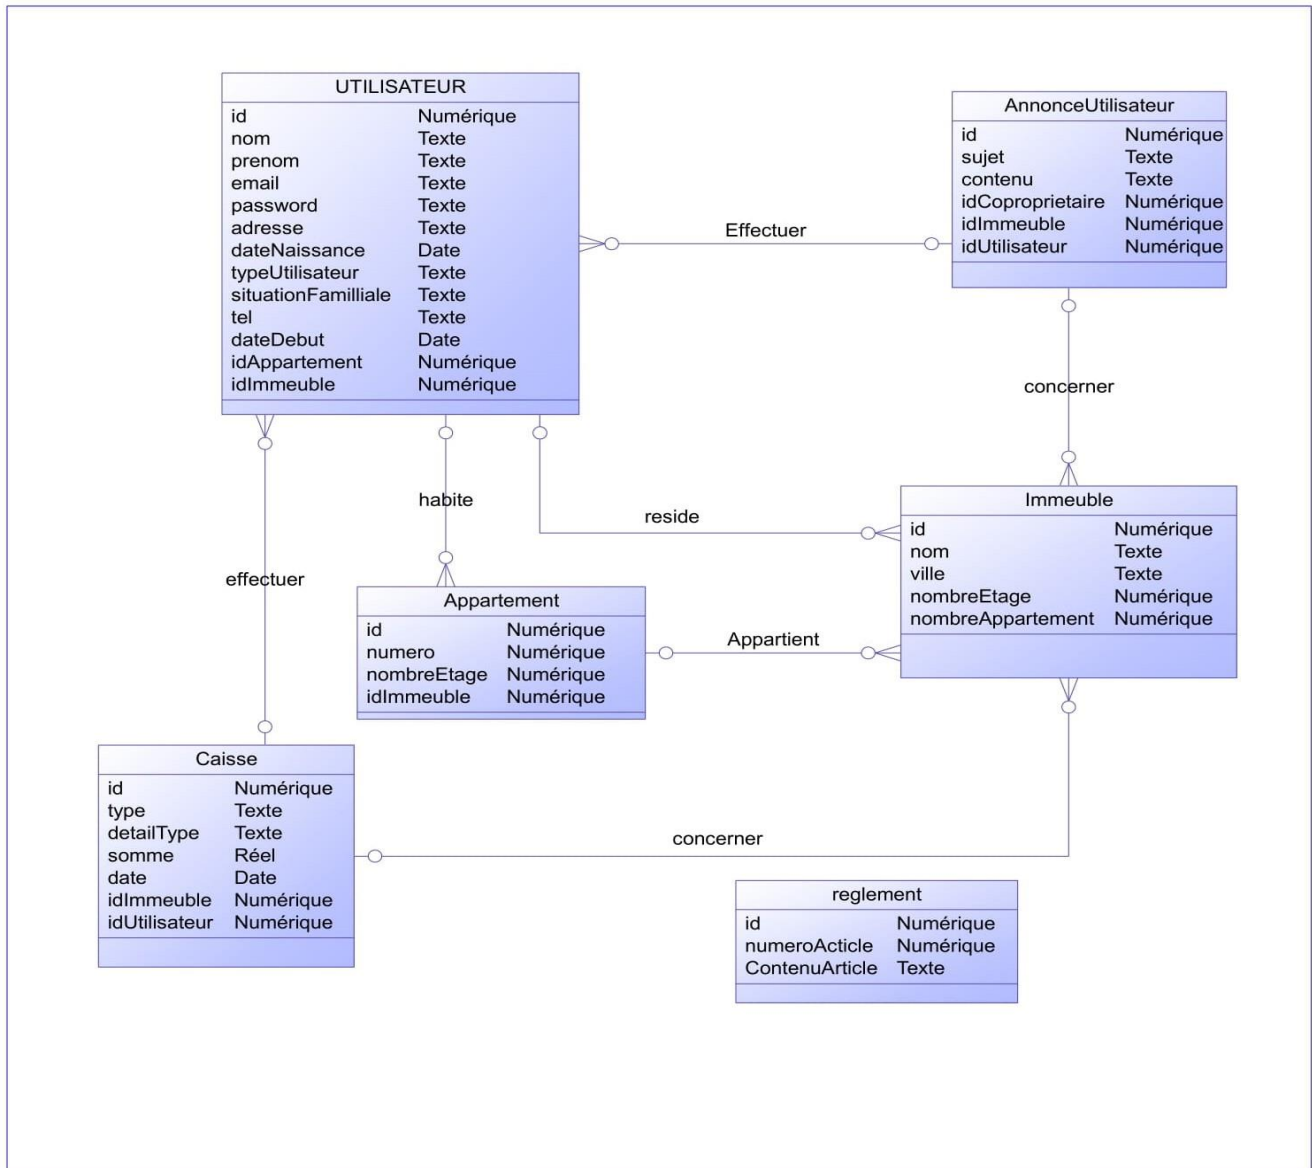 UTILISATEUR
id Numérique
nom Texte
prenom Texte
email Texte
password Texte
adresse Texte
dateNaissance Date
typeUtilisateur Texte
situationFamilliale Texte
tel Texte
dateDebut Date
idAppartement Numérique
idImmeuble Numérique
AnnonceUtilisateur
id Numérique
sujet Texte
contenu Texte
idCoproprietaire Numérique
idImmeuble Numérique
idUtilisateur Numérique
Effectuer
concerner
habite
reside
effectuer
Immeuble
id Numérique
nom Texte
ville Texte
nombreEtage Numérique
nombreAppartement Numérique
Appartement
id Numérique
numero Numérique
nombreEtage Numérique
idImmeuble Numérique
Appartient
Caisse
id Numérique
type Texte
detailType Texte
somme Réel
date Date
idImmeuble Numérique
idUtilisateur Numérique
concerner
reglement
id Numérique
numeroActicle Numérique
ContenuArticle Texte